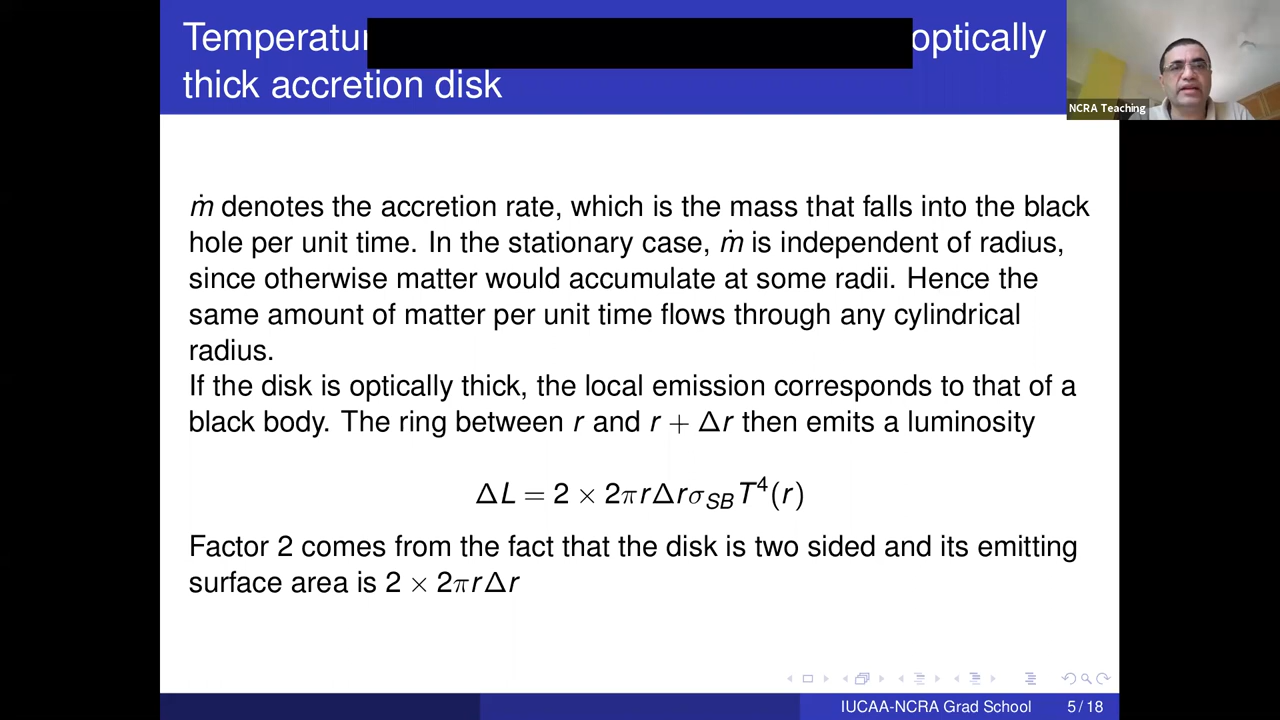 optically
thick accretion disk
NCRA Teaching
ṁ denotes the accretion rate, which is the mass that falls into the black
hole per unit time. In the stationary case, ṁ is independent of radius,
since otherwise matter would accumulate at some radii. Hence the
same amount of matter per unit time flows through any cylindrical
radius.
If the disk is optically thick, the local emission corresponds to that of a
black body. The ring between r and r + Δr then emits a luminosity
ΔL = 2 × 2πrΔrσ_SB T⁴(r)
Factor 2 comes from the fact that the disk is two sided and its emitting
surface area is 2 × 2πrΔr
IUCAA-NCRA Grad School 5 / 18